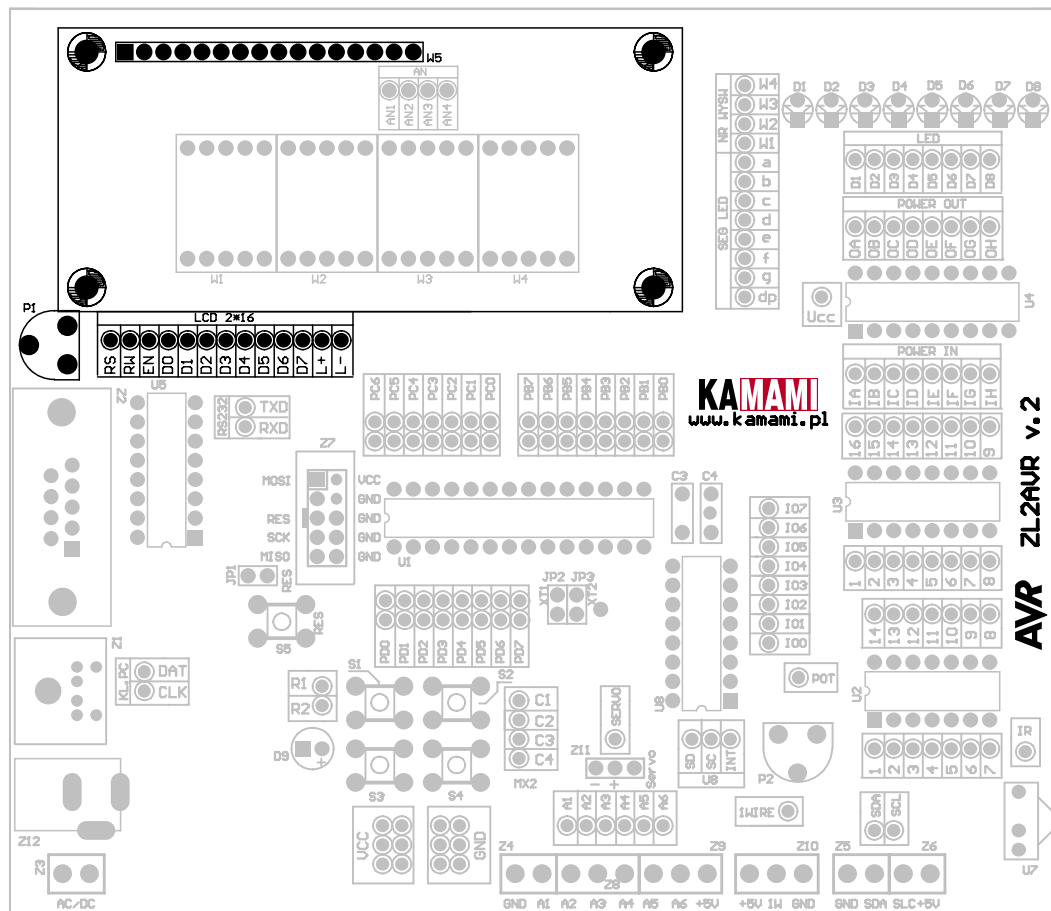 W5
AN
AN1 AN2 AN3 AN4
NR WYSW
W4
W3
W2
W1
SEG LED
a
b
c
d
e
f
g
dp
D1 D2 D3 D4 D5 D6 D7 D8
LED
D1 D2 D3 D4 D5 D6 D7 D8
POWER OUT
OA OB OC OD OE OF OG OH
W1 W2 W3 W4
Ucc
U4
P1
LCD 2*16
RS RW EN D0 D1 D2 D3 D4 D5 D6 D7 L+ L-
POWER IN
IA IB IC ID IE IF IG IH
16 15 14 13 12 11 10 9
U3
1 2 3 4 5 6 7 8
KAMAMI
www.kamami.pl
AVR ZL2AVR v.2
Z2
U5
RS232
TXD
RXD
PC6 PC5 PC4 PC3 PC2 PC1 PC0
PB7 PB6 PB5 PB4 PB3 PB2 PB1 PB0
Z7
MOSI VCC
GND
RES GND
SCK GND
MISO GND
U1
C3 C4
IO7
IO6
IO5
IO4
IO3
IO2
IO1
IO0
JP1
RES
RES
S5
JP2 JP3
XT1 XT2
PD0 PD1 PD2 PD3 PD4 PD5 PD6 PD7
U8
14 13 12 11 10 9 8
U2
1 2 3 4 5 6 7
KL.PC
DAT
CLK
R1
R2
D9
+
S1
S2
S3
S4
C1
C2
C3
C4
MX2
SERVO
Z11
- +
Servo
SD SC INT
U8
POT
P2
1WIRE
IR
U7
SDA SCL
A1 A2 A3 A4 A5 A6
Z12
Z3
AC/DC
VCC
GND
Z4 Z8 Z9 Z10 Z5 Z6
GND A1 A2 A3 A4 A5 A6 +5V +5V 1W GND GND SDA SLC +5V